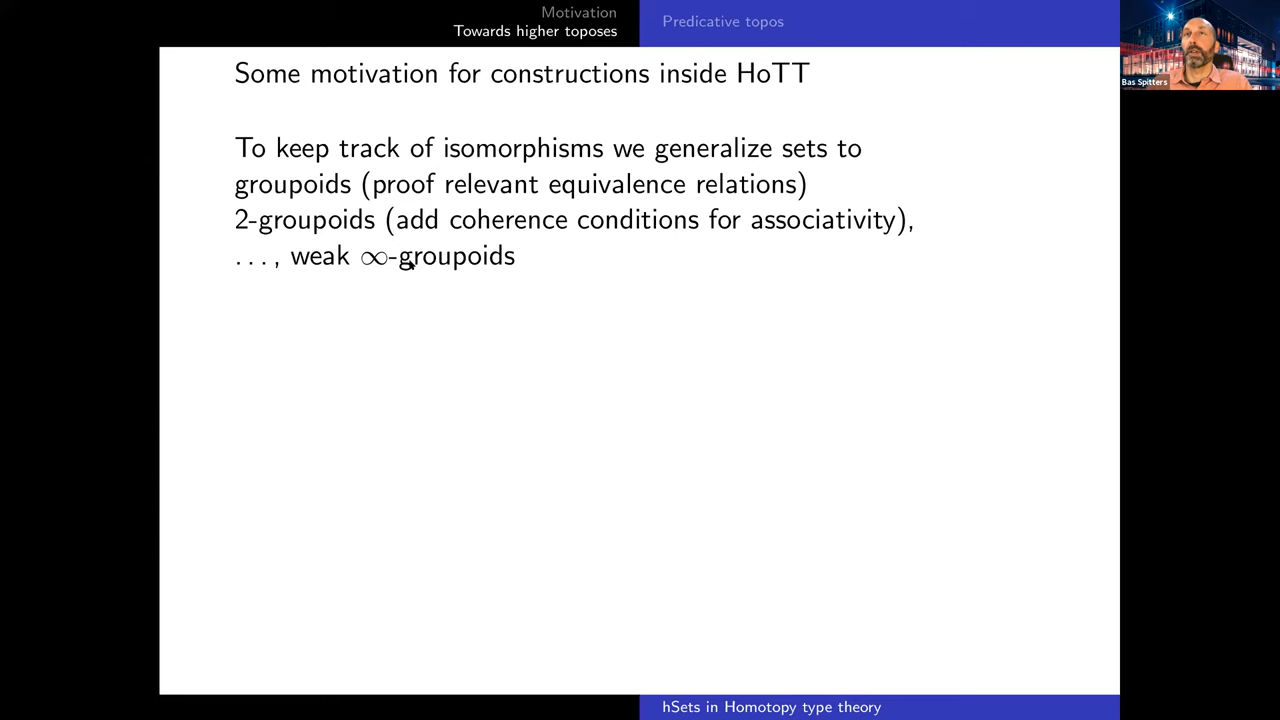 Motivation
Towards higher toposes
Predicative topos
Bas Spitters
Some motivation for constructions inside HoTT
To keep track of isomorphisms we generalize sets to
groupoids (proof relevant equivalence relations)
2-groupoids (add coherence conditions for associativity),
..., weak ∞-groupoids
hSets in Homotopy type theory